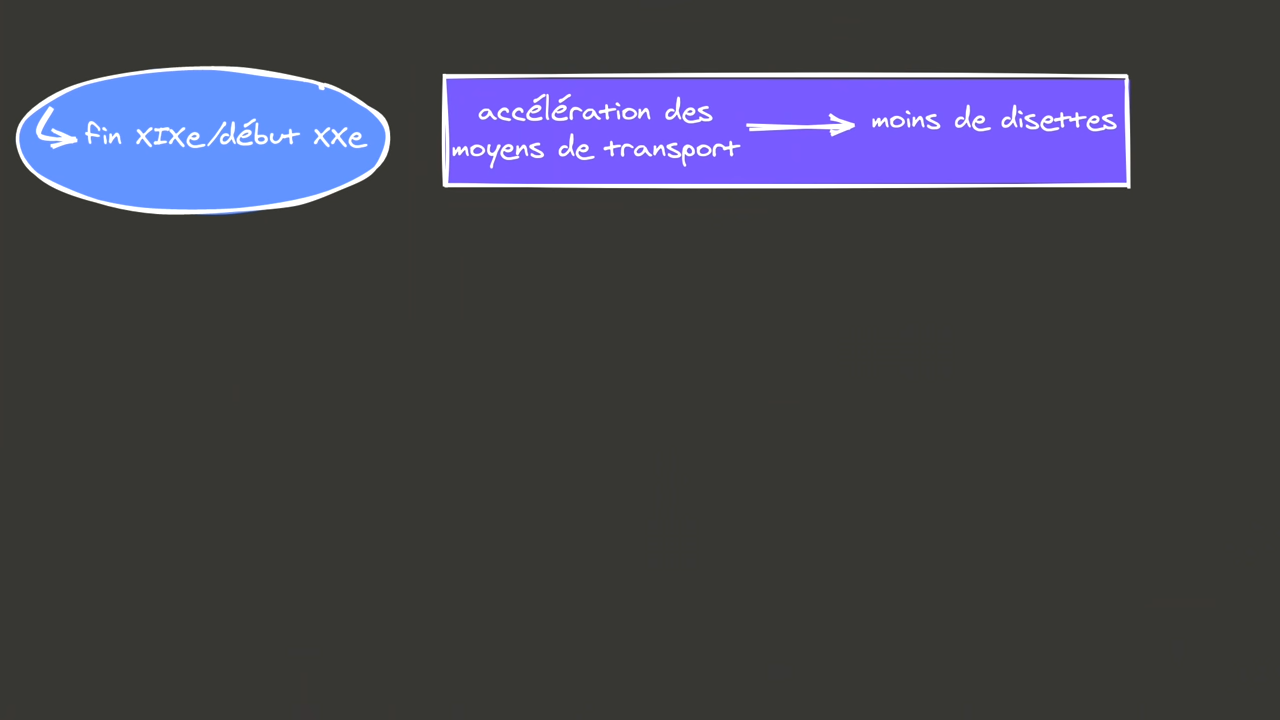 fin XIXe/début XXe
accélération des
moyens de transport
moins de disettes